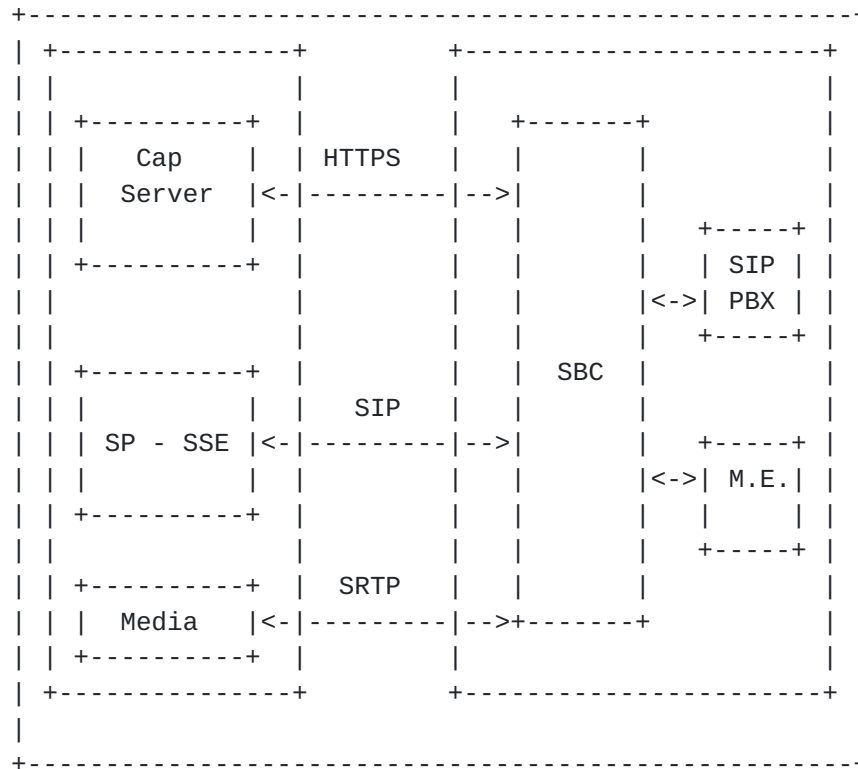 Cap HTTPS
Server
SIP
PBX
SBC
SIP
SP - SSE
M.E.
SRTP
Media